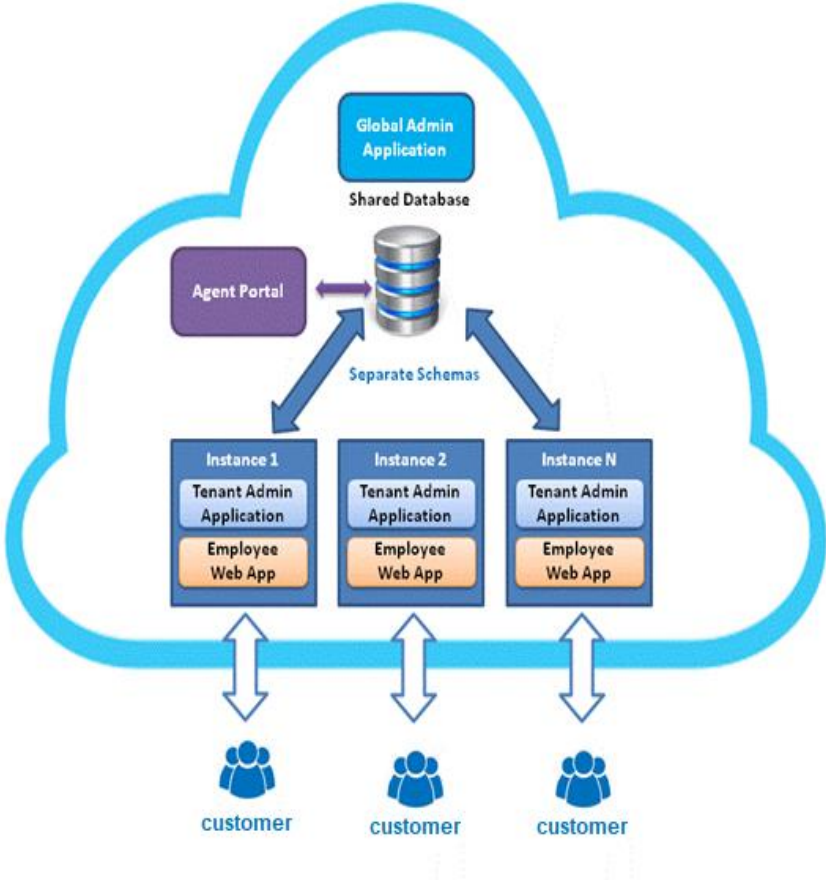 Global Admin
Application
Shared Database
Agent Portal
Separate Schemas
Instance 1
Tenant Admin
Application
Employee
Web App
Instance 2
Tenant Admin
Application
Employee
Web App
Instance N
Tenant Admin
Application
Employee
Web App
customer
customer
customer